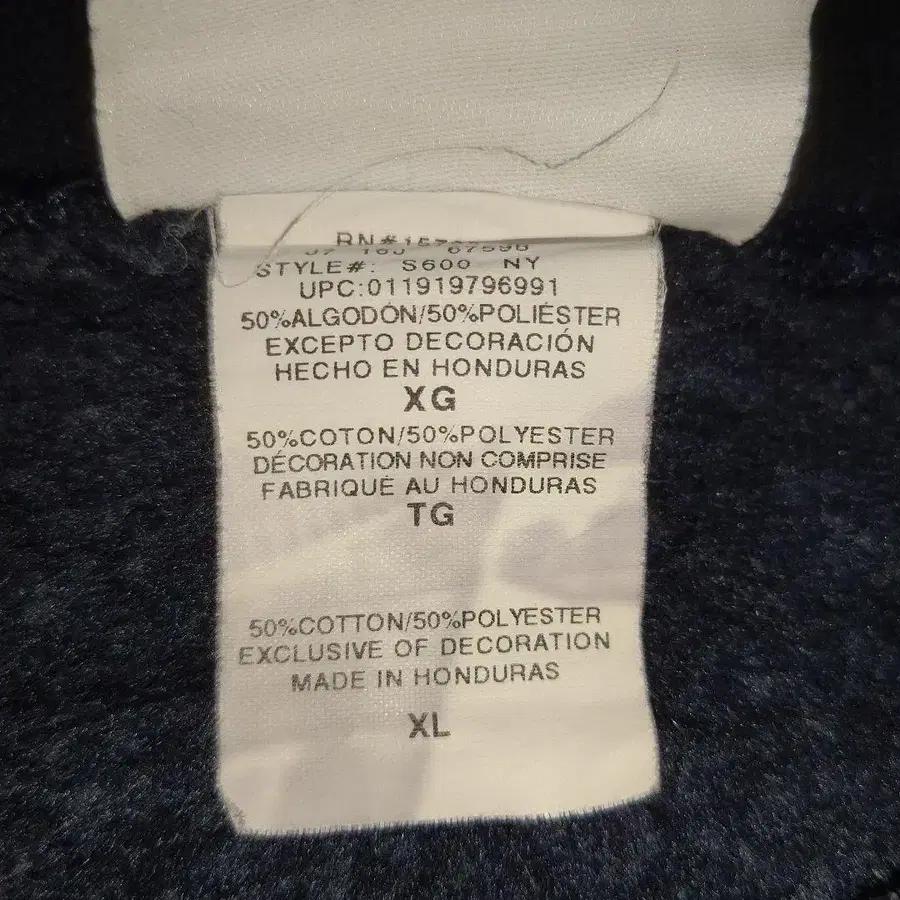 RN#
STYLE#: S600 NY
UPC:011919796991
50%ALGODÓN/50%POLIÉSTER
EXCEPTO DECORACIÓN
HECHO EN HONDURAS
XG
50%COTON/50%POLYESTER
DÉCORATION NON COMPRISE
FABRIQUÉ AU HONDURAS
TG
50%COTTON/50%POLYESTER
EXCLUSIVE OF DECORATION
MADE IN HONDURAS
XL